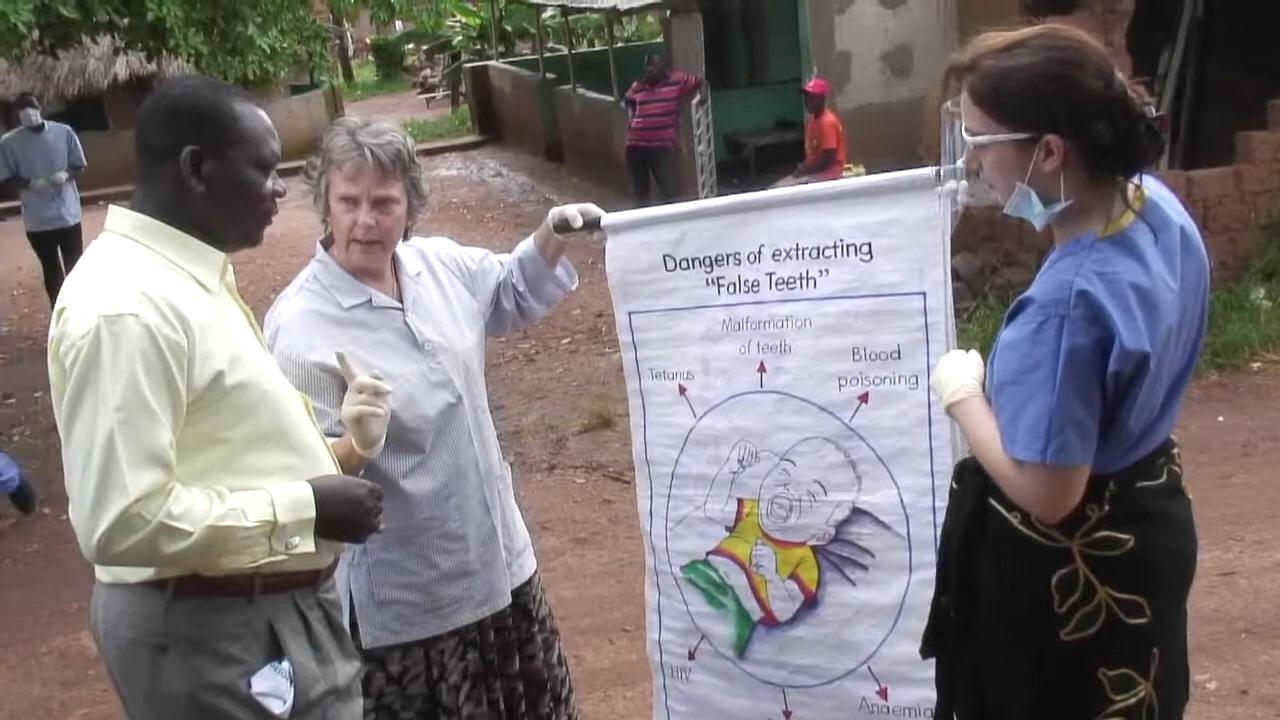 Dangers of extracting
"False Teeth"
Malformation
of teeth
Blood
poisoning
Tetanus
HIV
Anaemia